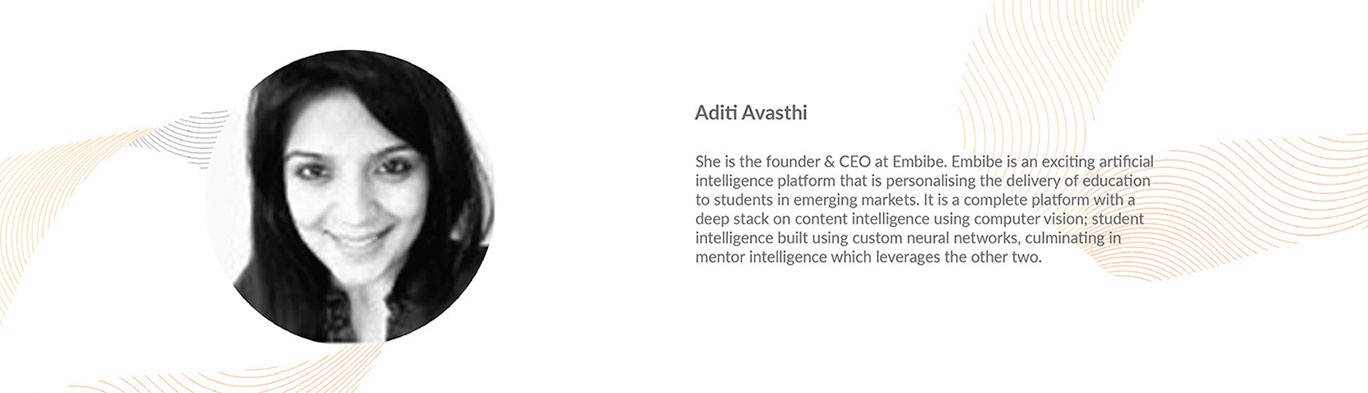 Aditi Avasthi
She is the founder & CEO at Embibe. Embibe is an exciting artificial
intelligence platform that is personalising the delivery of education
to students in emerging markets. It is a complete platform with a
deep stack on content intelligence using computer vision; student
intelligence built using custom neural networks, culminating in
mentor intelligence which leverages the other two.